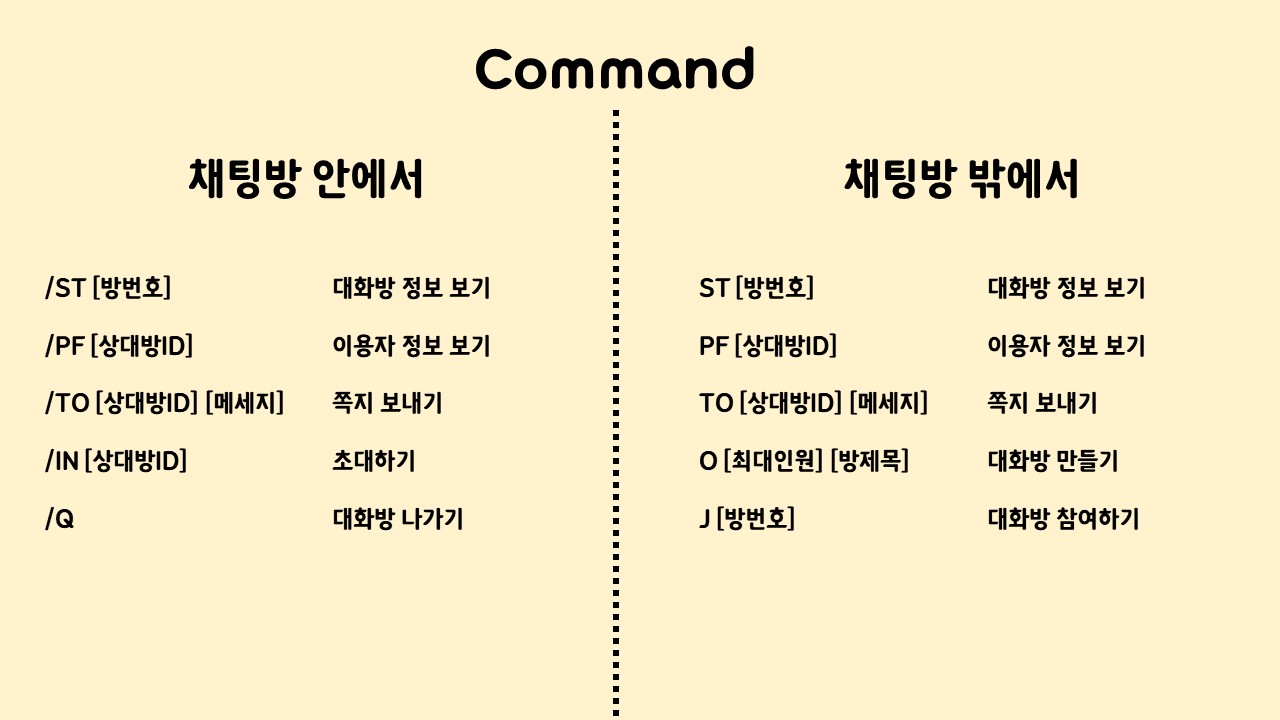 Command
채팅방 안에서
/ST [방번호] 대화방 정보 보기
/PF [상대방ID] 이용자 정보 보기
/TO [상대방ID] [메세지] 쪽지 보내기
/IN [상대방ID] 초대하기
/Q 대화방 나가기
채팅방 밖에서
ST [방번호] 대화방 정보 보기
PF [상대방ID] 이용자 정보 보기
TO [상대방ID] [메세지] 쪽지 보내기
O [최대인원] [방제목] 대화방 만들기
J [방번호] 대화방 참여하기